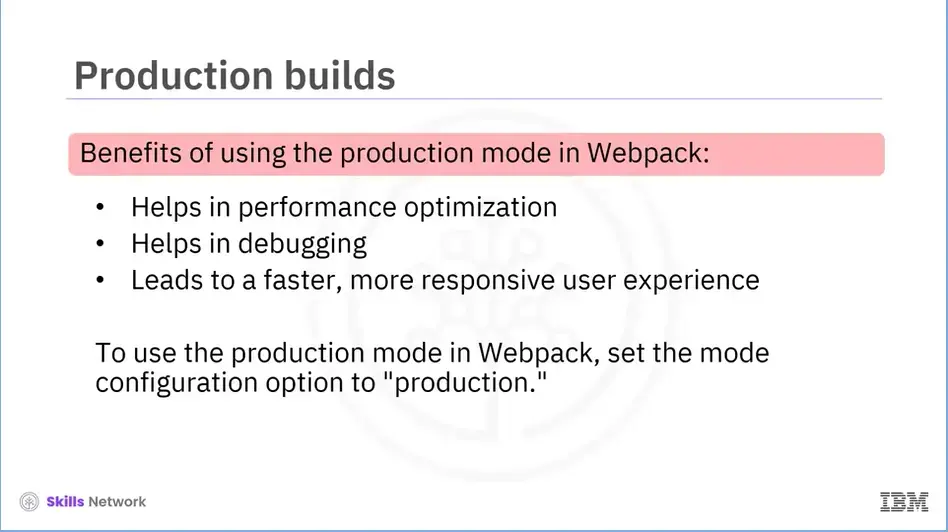 Production builds
Benefits of using the production mode in Webpack:
• Helps in performance optimization
• Helps in debugging
• Leads to a faster, more responsive user experience
To use the production mode in Webpack, set the mode
configuration option to "production."
Skills Network
IBM